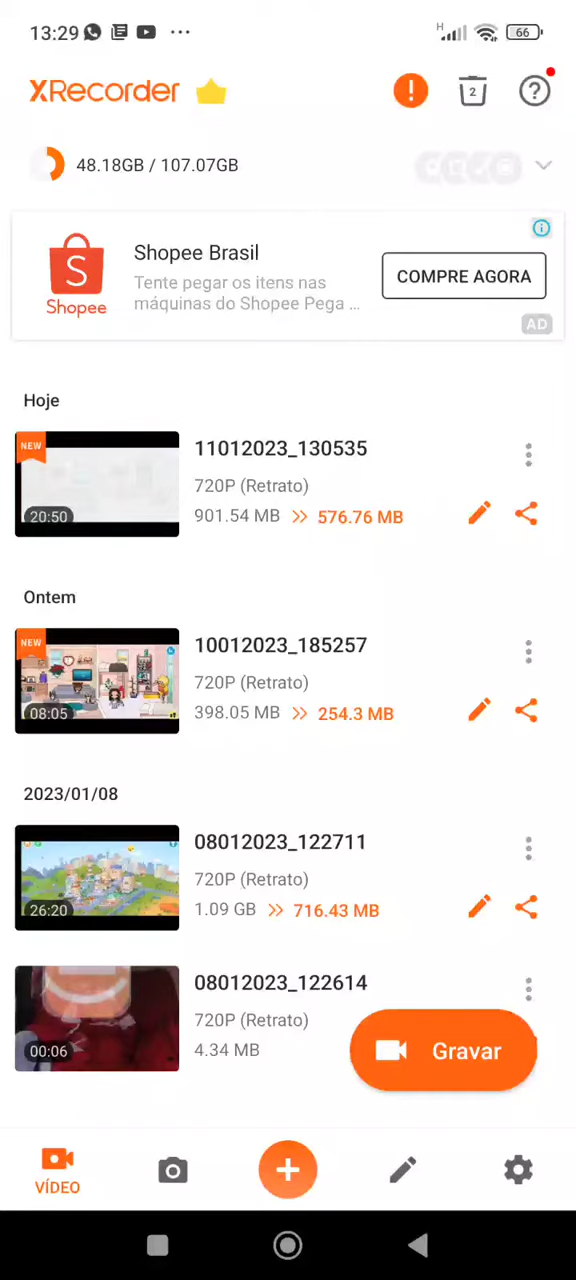 13:29
H
66
XRecorder
2
48.18GB / 107.07GB
Shopee Brasil
Tente pegar os itens nas
máquinas do Shopee Pega ...
COMPRE AGORA
S
Shopee
AD
Hoje
NEW
20:50
11012023_130535
720P (Retrato)
901.54 MB >> 576.76 MB
Ontem
NEW
08:05
10012023_185257
720P (Retrato)
398.05 MB >> 254.3 MB
2023/01/08
26:20
08012023_122711
720P (Retrato)
1.09 GB >> 716.43 MB
00:06
08012023_122614
720P (Retrato)
4.34 MB
Gravar
VÍDEO